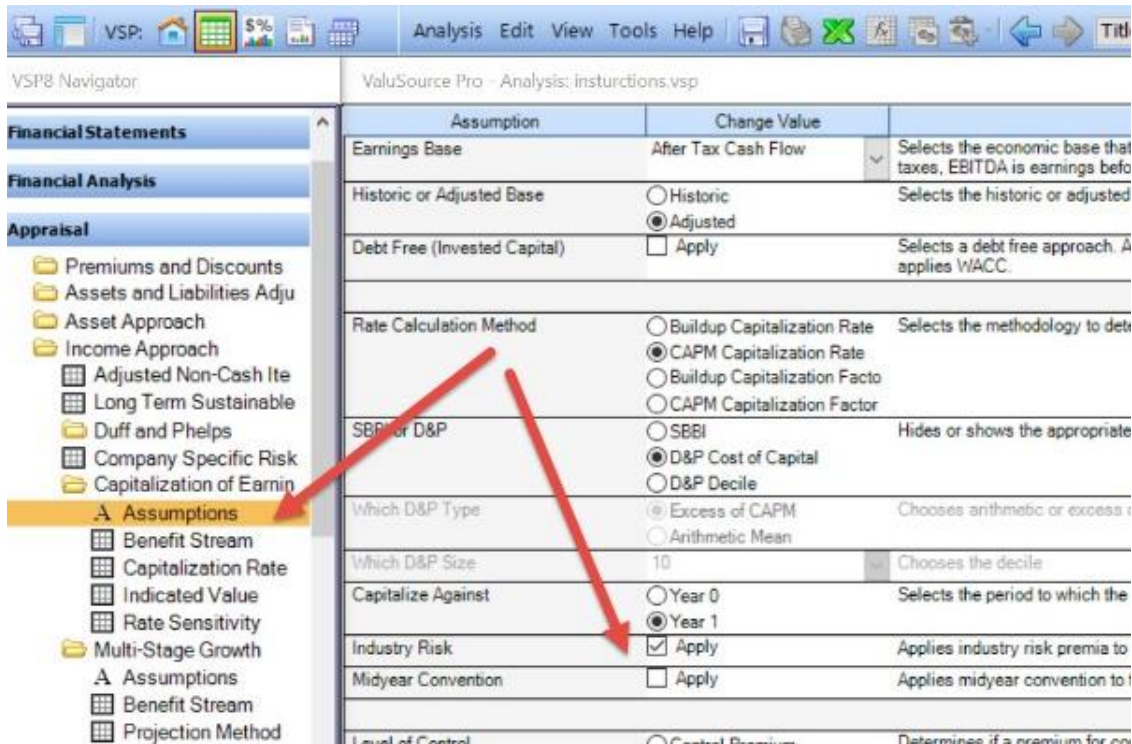 VSP: $% Analysis Edit View Tools Help Title
VSP8 Navigator
ValuSource Pro - Analysis: insturctions.vsp
Financial Statements
Financial Analysis
Appraisal
Premiums and Discounts
Assets and Liabilities Adju
Asset Approach
Income Approach
Adjusted Non-Cash Ite
Long Term Sustainable
Duff and Phelps
Company Specific Risk
Capitalization of Earnin
A Assumptions
Benefit Stream
Capitalization Rate
Indicated Value
Rate Sensitivity
Multi-Stage Growth
A Assumptions
Benefit Stream
Projection Method
Assumption Change Value
Earnings Base After Tax Cash Flow Selects the economic base that
taxes, EBITDA is earnings befo
Historic or Adjusted Base Historic Selects the historic or adjusted
Adjusted
Debt Free (Invested Capital) Apply Selects a debt free approach. A
applies WACC.
Rate Calculation Method Buildup Capitalization Rate Selects the methodology to dete
CAPM Capitalization Rate
Buildup Capitalization Facto
CAPM Capitalization Factor
or D&P SBBI Hides or shows the appropriate
D&P Cost of Capital
D&P Decile
Which D&P Type Excess of CAPM Chooses arithmetic or excess
Arithmetic Mean
Which D&P Size 10 Chooses the decile
Capitalize Against Year 0 Selects the period to which the
Year 1
Industry Risk Apply Applies industry risk premia to
Midyear Convention Apply Applies midyear convention to
Level of Control Control Premium Determines if a premium for